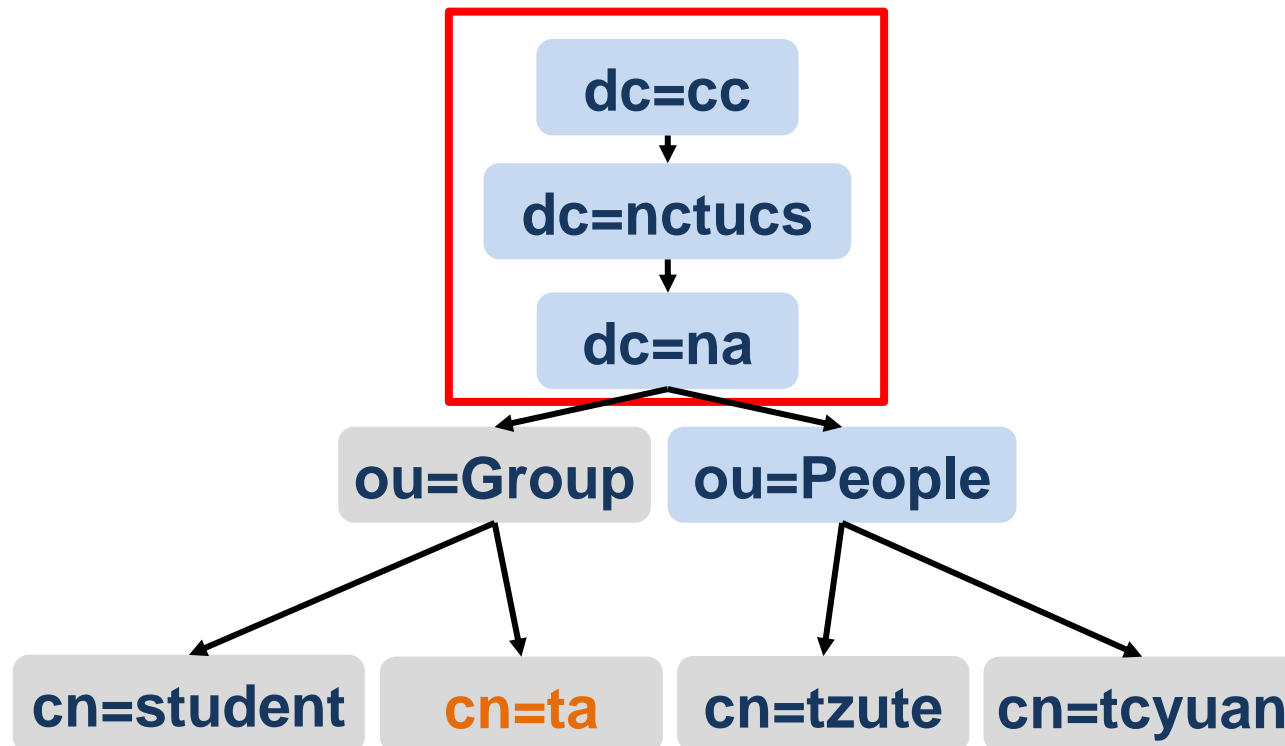 dc=cc
dc=nctucs
dc=na
ou=Group
ou=People
cn=student
cn=ta
cn=tzute
cn=tcyuan